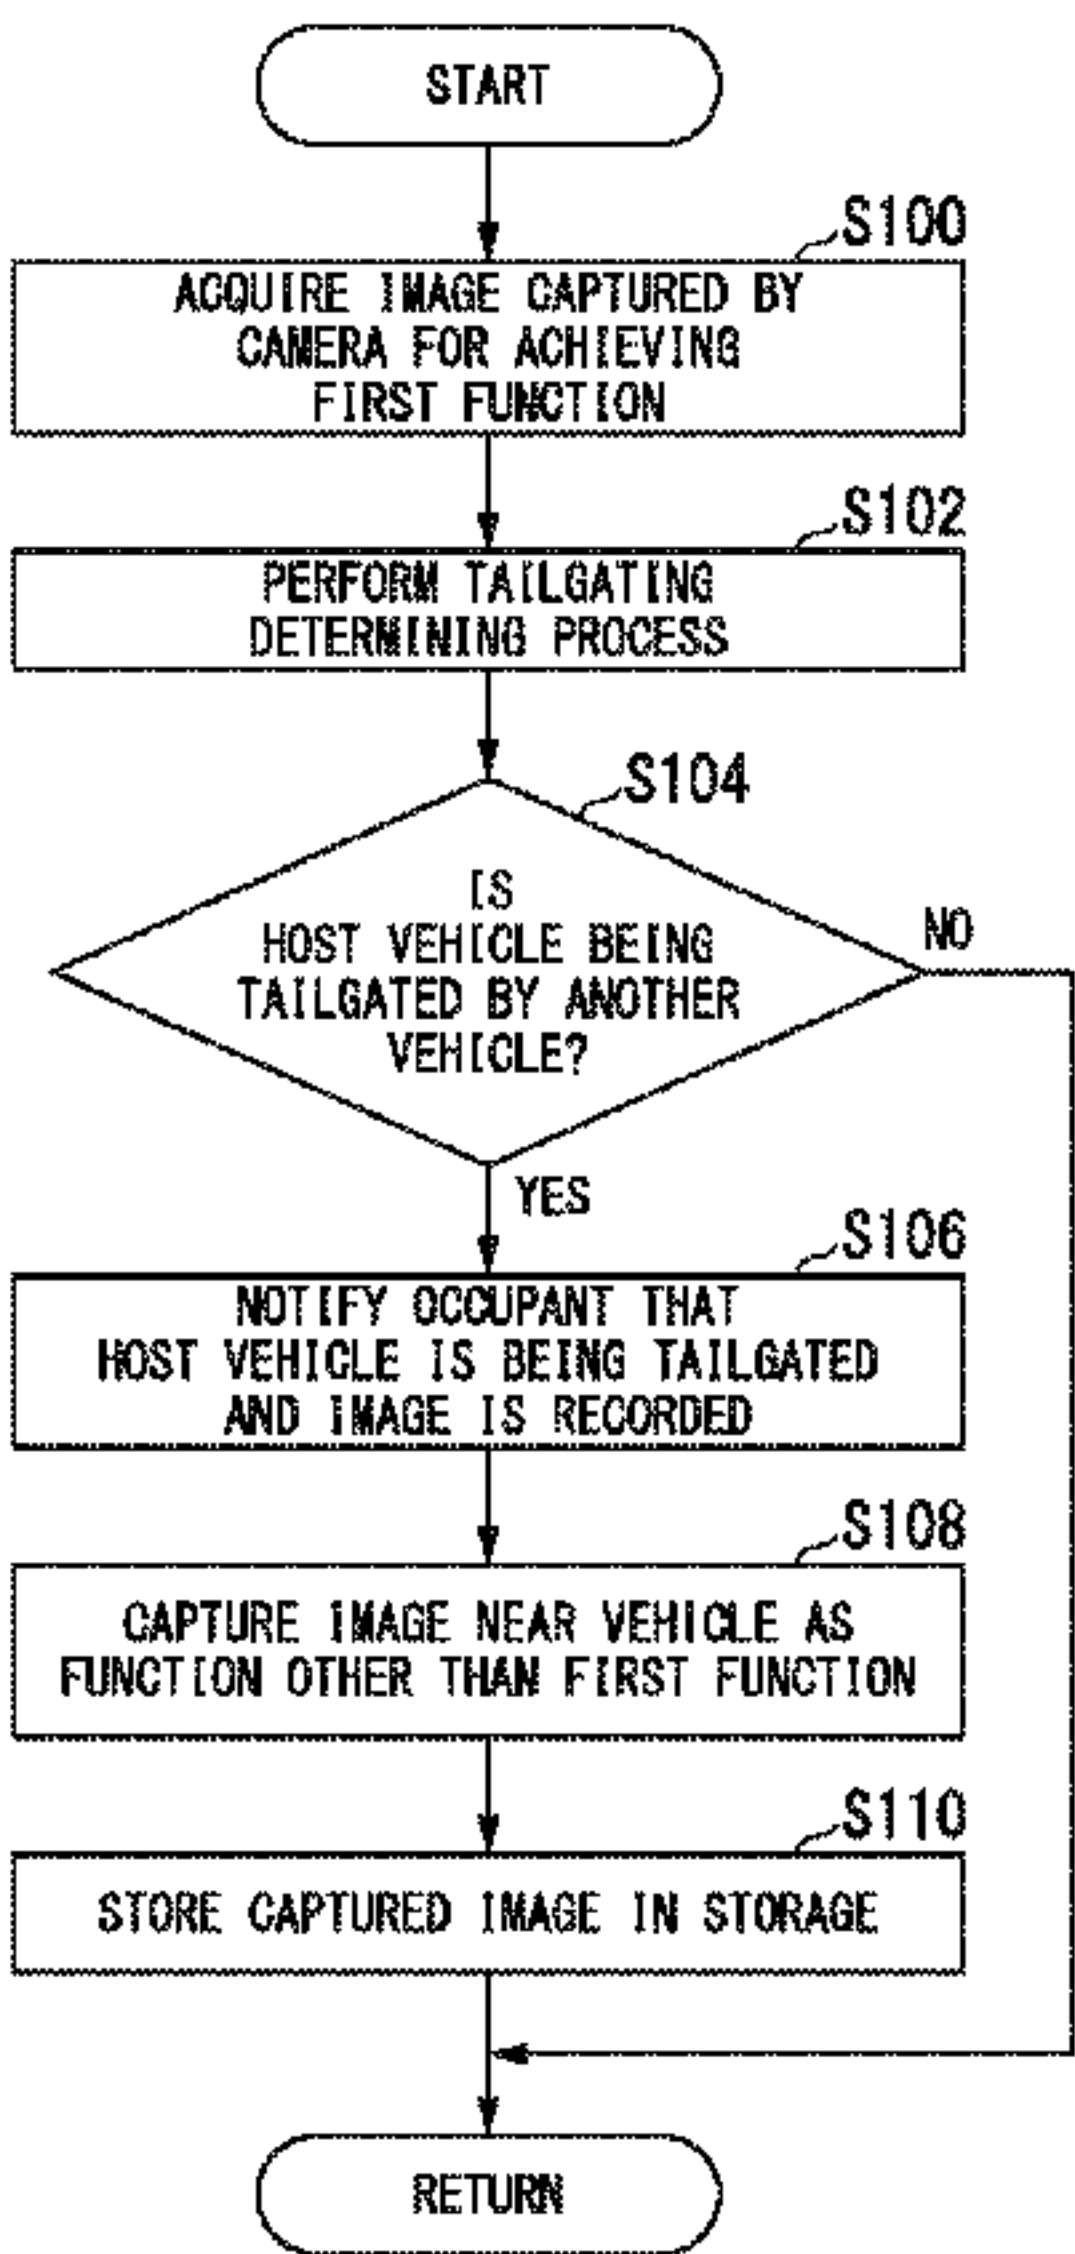 START
S100
ACQUIRE IMAGE CAPTURED BY
CAMERA FOR ACHIEVING
FIRST FUNCTION
S102
PERFORM TAILGATING
DETERMINING PROCESS
S104
IS
HOST VEHICLE BEING
TAILGATED BY ANOTHER
VEHICLE?
NO
YES
S106
NOTIFY OCCUPANT THAT
HOST VEHICLE IS BEING TAILGATED
AND IMAGE IS RECORDED
S108
CAPTURE IMAGE NEAR VEHICLE AS
FUNCTION OTHER THAN FIRST FUNCTION
S110
STORE CAPTURED IMAGE IN STORAGE
RETURN